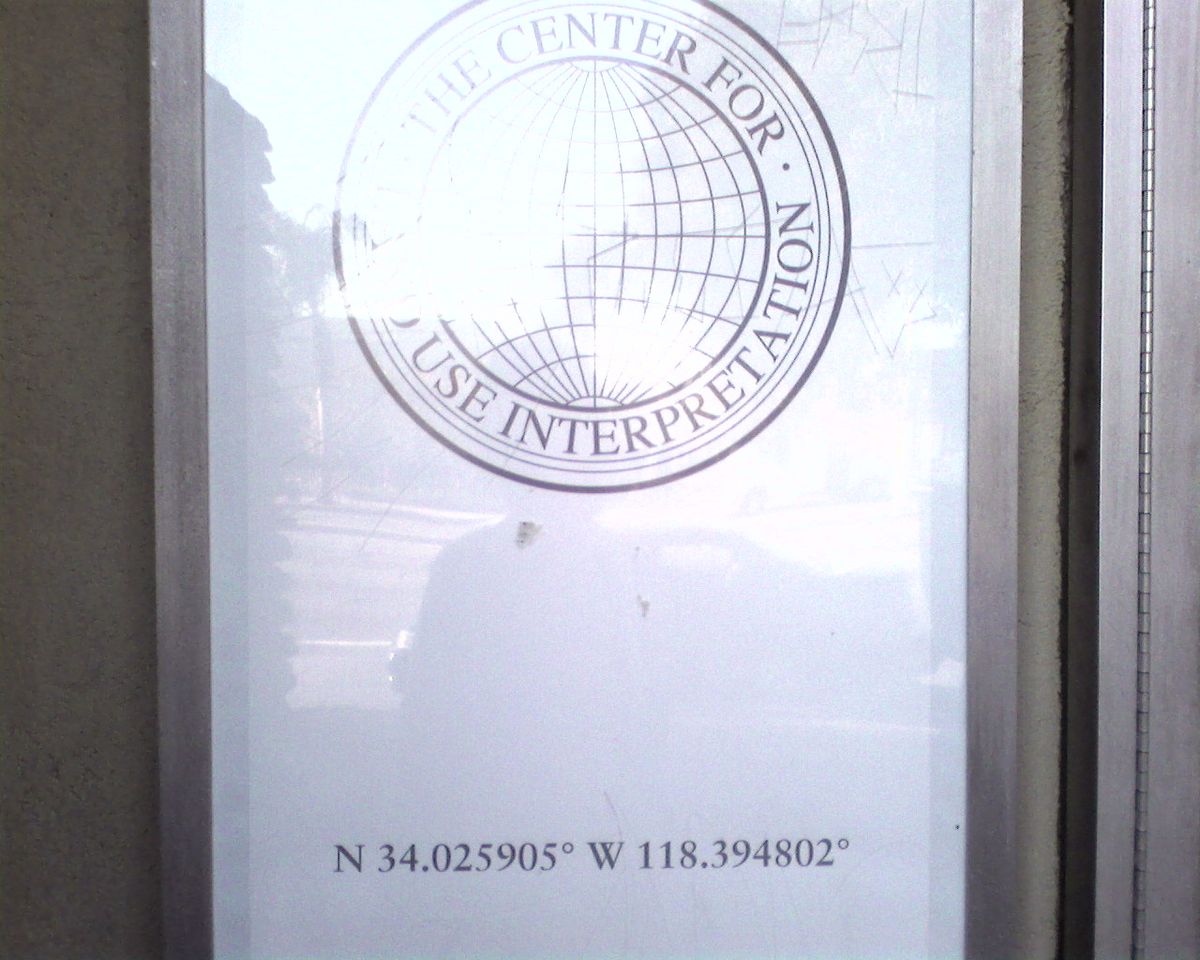 THE CENTER FOR ·
USE INTERPRETATION
N 34.025905° W 118.394802°